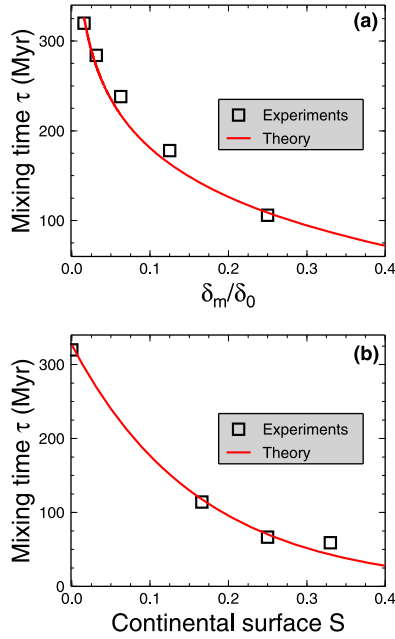 (a)
Mixing time τ (Myr)
300
200
100
Experiments
Theory
0.0 0.1 0.2 0.3 0.4
δm/δ0
(b)
Mixing time τ (Myr)
300
200
100
0
Experiments
Theory
0.0 0.1 0.2 0.3 0.4
Continental surface S